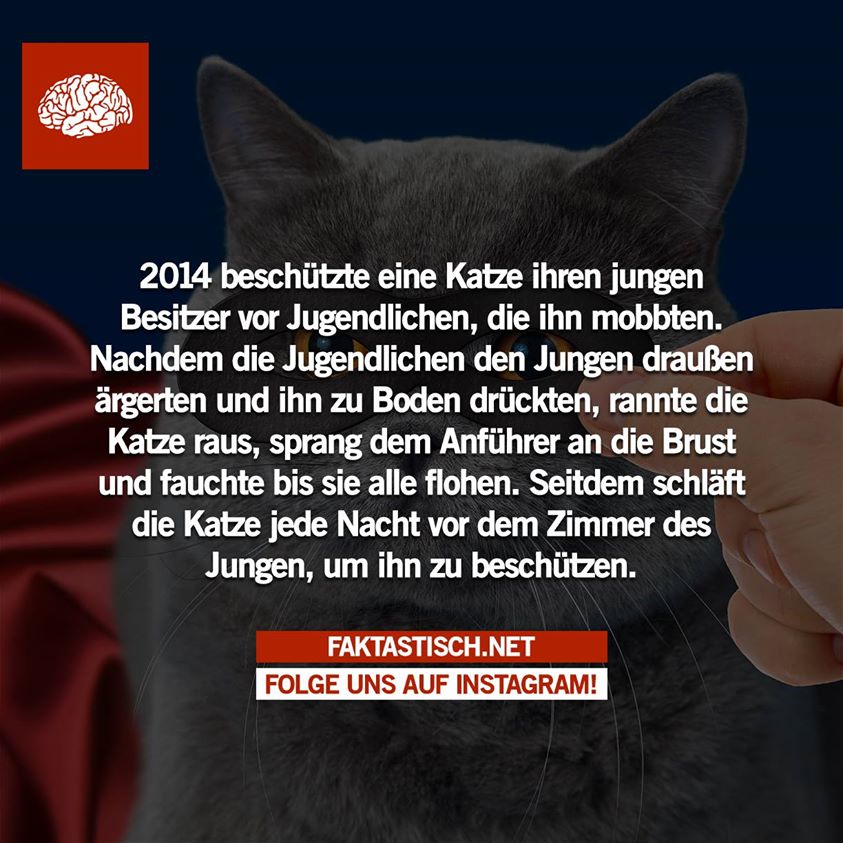 2014 beschützte eine Katze ihren jungen
Besitzer vor Jugendlichen, die ihn mobbten.
Nachdem die Jugendlichen den Jungen draußen
ärgerten und ihn zu Boden drückten, rannte die
Katze raus, sprang dem Anführer an die Brust
und fauchte bis sie alle flohen. Seitdem schläft
die Katze jede Nacht vor dem Zimmer des
Jungen, um ihn zu beschützen.
FAKTASTISCH.NET
FOLGE UNS AUF INSTAGRAM!